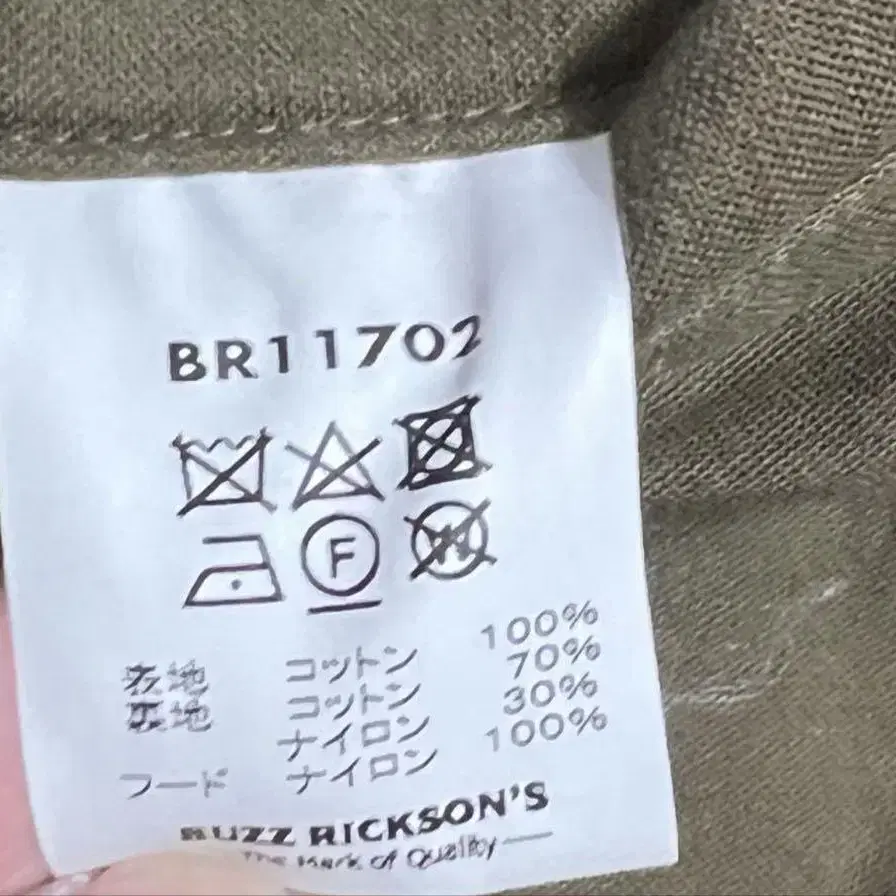 BR11702
F
W
表地 コットン 100%
裏地 コットン 70%
ナイロン 30%
フード ナイロン 100%
BUZZ RICKSON'S
The Mark of Quality